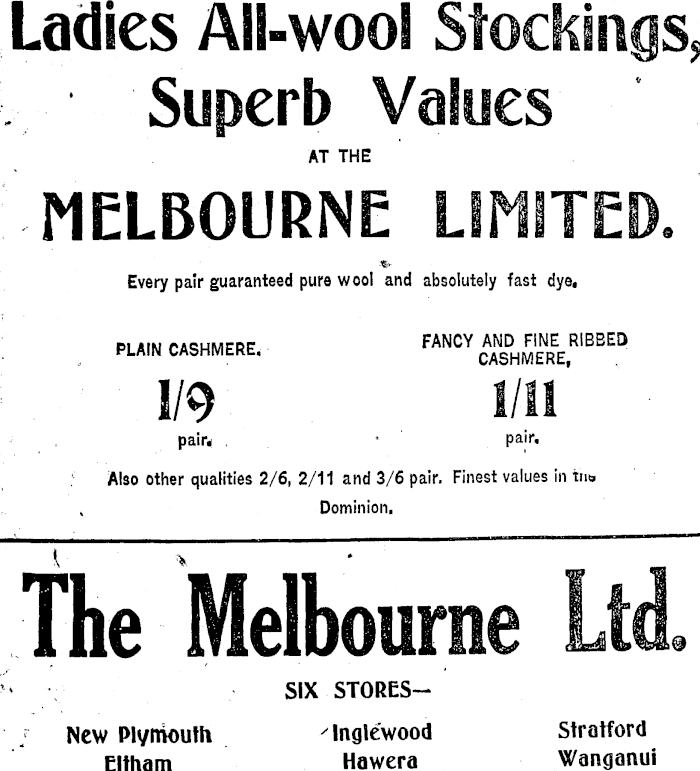 Ladies All-wool Stockings,
Superb Values
AT THE
MELBOURNE LIMITED.
Every pair guaranteed pure wool and absolutely fast dye.
PLAIN CASHMERE.
1/9
pair.
FANCY AND FINE RIBBED
CASHMERE,
1/11
pair.
Also other qualities 2/6, 2/11 and 3/6 pair. Finest values in the
Dominion.
The Melbourne Ltd.
SIX STORES—
New Plymouth Inglewood Stratford
Eltham Hawera Wanganui